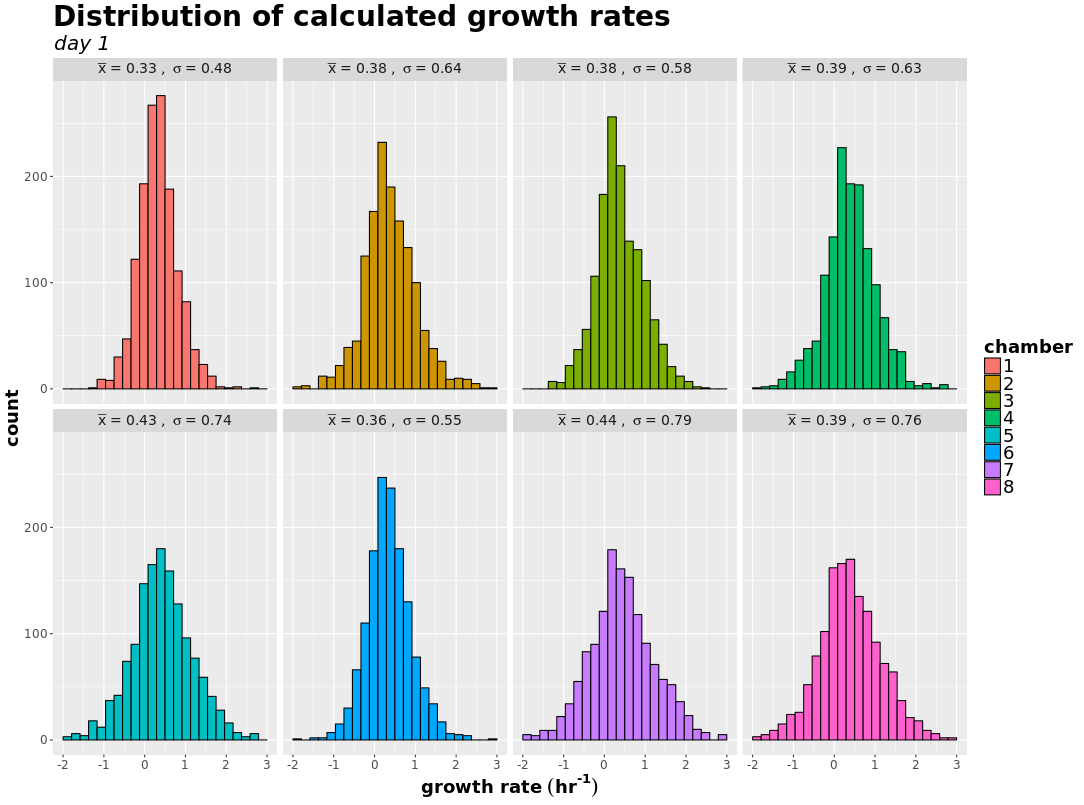 Distribution of calculated growth rates
day 1
x̅ = 0.33 , σ = 0.48
x̅ = 0.38 , σ = 0.64
x̅ = 0.38 , σ = 0.58
x̅ = 0.39 , σ = 0.63
200
100
0
x̅ = 0.43 , σ = 0.74
x̅ = 0.36 , σ = 0.55
x̅ = 0.44 , σ = 0.79
x̅ = 0.39 , σ = 0.76
200
100
0
-2 -1 0 1 2 3
-2 -1 0 1 2 3
-2 -1 0 1 2 3
-2 -1 0 1 2 3
growth rate (hr⁻¹)
count
chamber
1
2
3
4
5
6
7
8